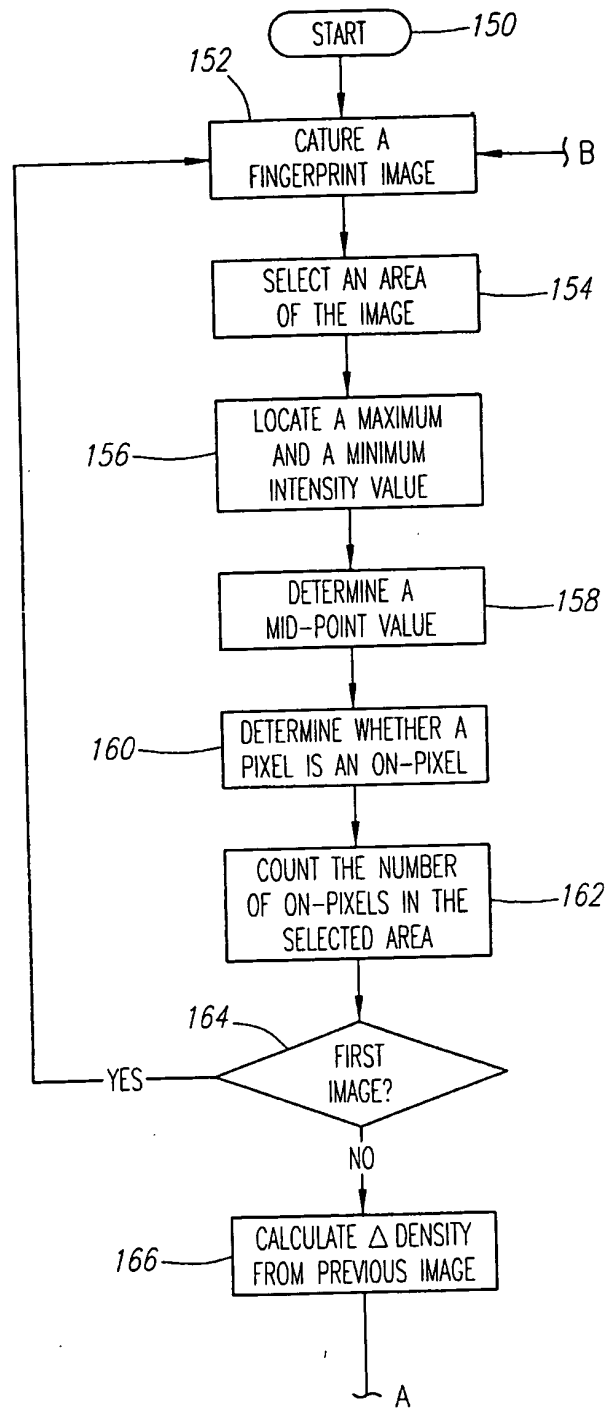 START
150
152
CATURE A
FINGERPRINT IMAGE
B
SELECT AN AREA
OF THE IMAGE
154
156
LOCATE A MAXIMUM
AND A MINIMUM
INTENSITY VALUE
DETERMINE A
MID-POINT VALUE
158
160
DETERMINE WHETHER A
PIXEL IS AN ON-PIXEL
COUNT THE NUMBER
OF ON-PIXELS IN THE
SELECTED AREA
162
164
FIRST
IMAGE?
YES
NO
166
CALCULATE Δ DENSITY
FROM PREVIOUS IMAGE
A